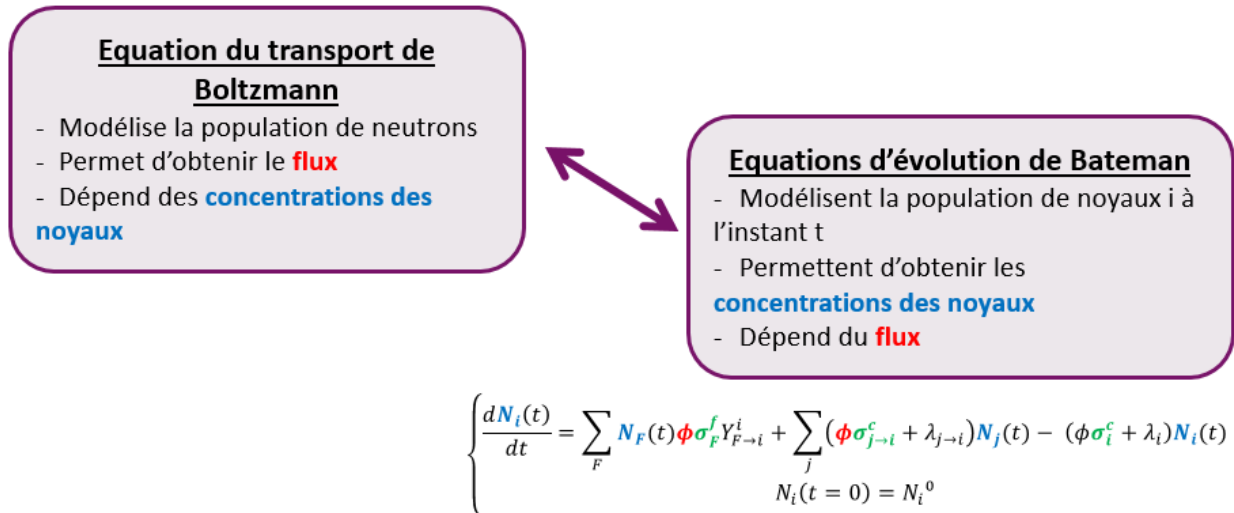 Equation du transport de
Boltzmann
- Modélise la population de neutrons
- Permet d'obtenir le flux
- Dépend des concentrations des
noyaux
Equations d'évolution de Bateman
- Modélisent la population de noyaux i à
l'instant t
- Permettent d'obtenir les
concentrations des noyaux
- Dépend du flux
{ dN_i(t)/dt = ∑_F N_F(t)ϕσ_F^f Y_{F→i}^i + ∑_j (ϕσ_{j→i}^c + λ_{j→i})N_j(t) − (ϕσ_i^c + λ_i)N_i(t)
N_i(t = 0) = N_i^0